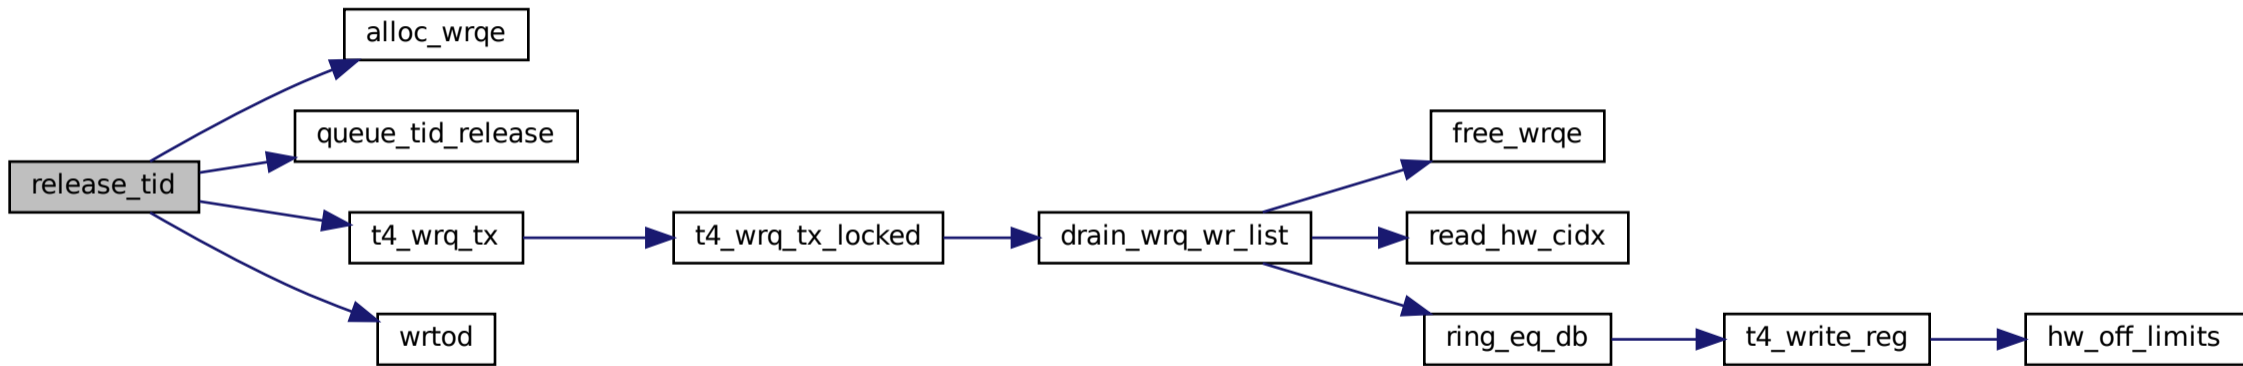 alloc_wrqe
queue_tid_release
free_wrqe
release_tid
t4_wrq_tx
t4_wrq_tx_locked
drain_wrq_wr_list
read_hw_cidx
wrtod
ring_eq_db
t4_write_reg
hw_off_limits